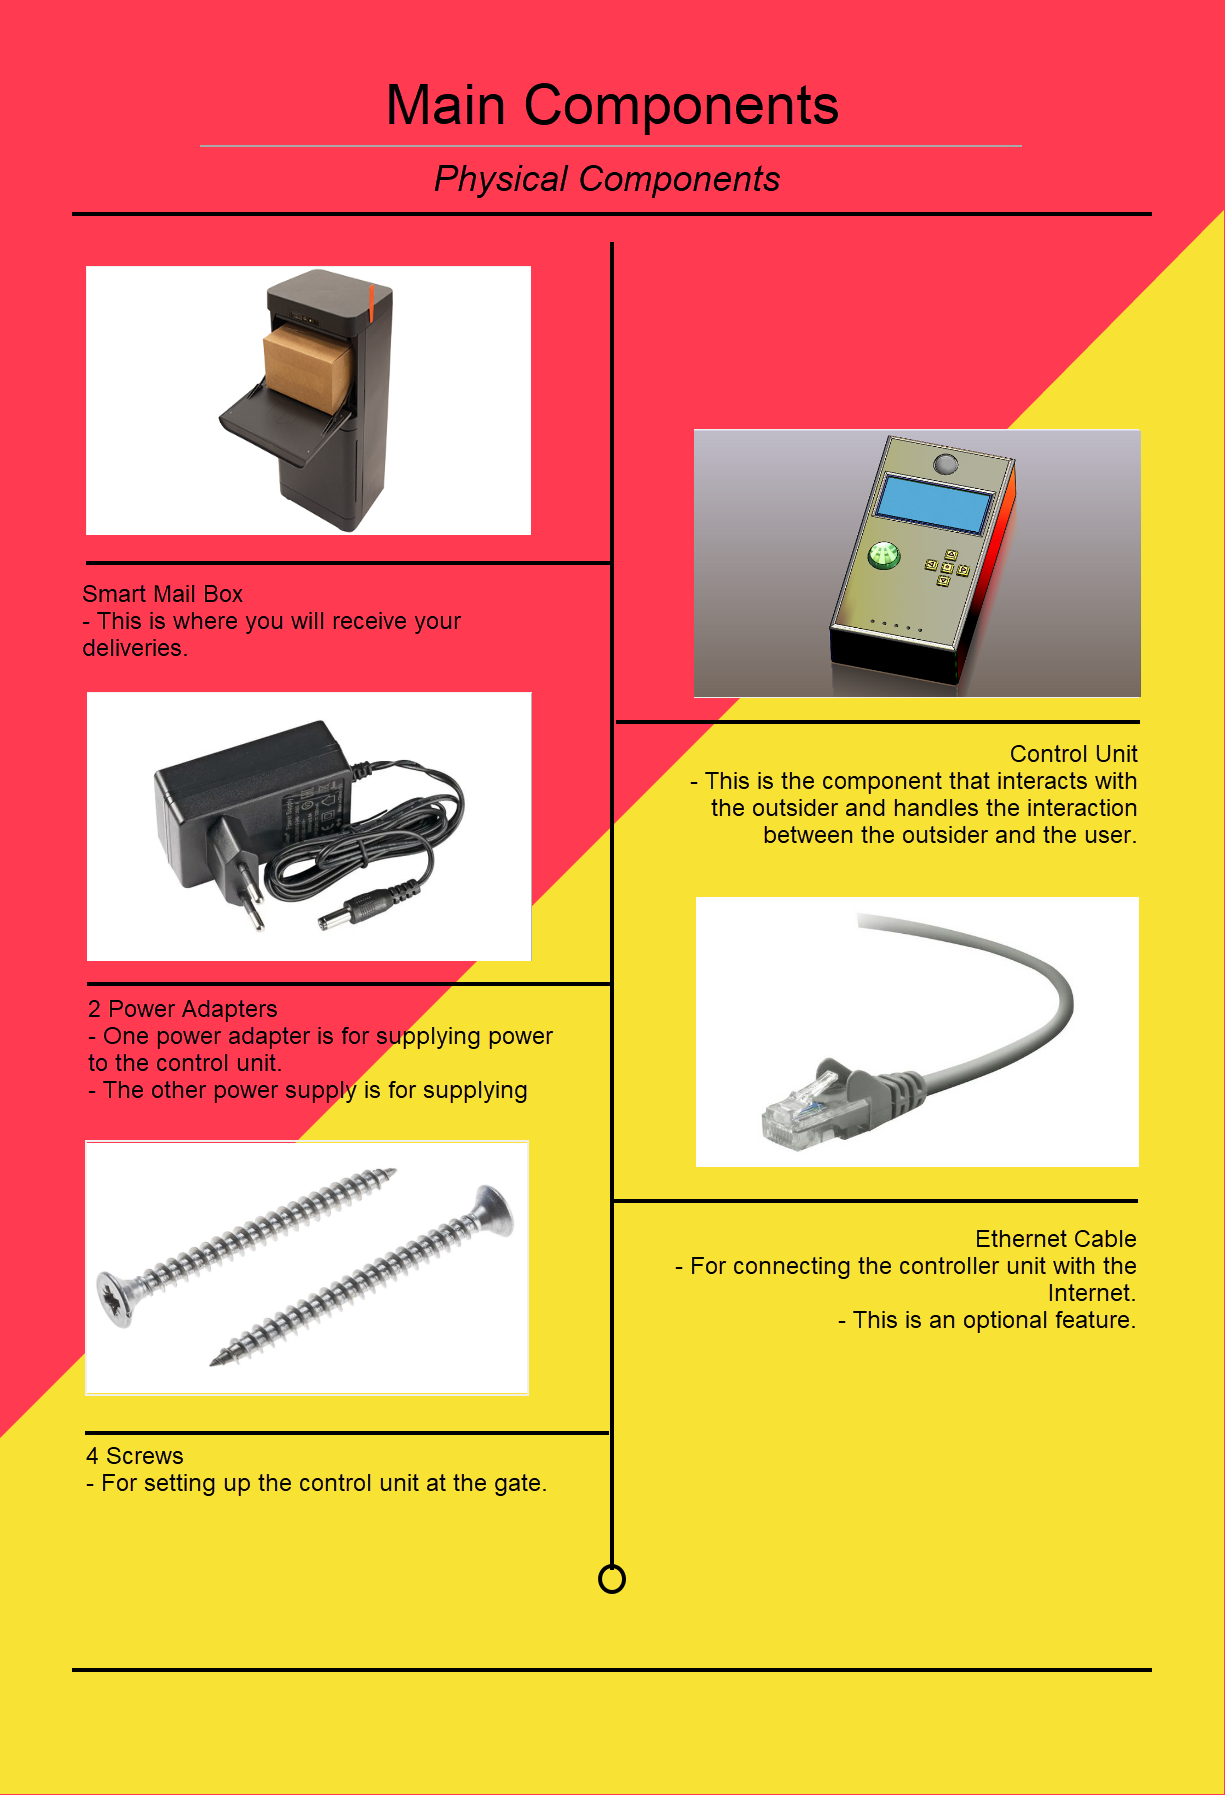 Main Components
Physical Components
Smart Mail Box
- This is where you will receive your
deliveries.
Control Unit
- This is the component that interacts with
the outsider and handles the interaction
between the outsider and the user.
2 Power Adapters
- One power adapter is for supplying power
to the control unit.
- The other power supply is for supplying
Ethernet Cable
- For connecting the controller unit with the
Internet.
- This is an optional feature.
4 Screws
- For setting up the control unit at the gate.